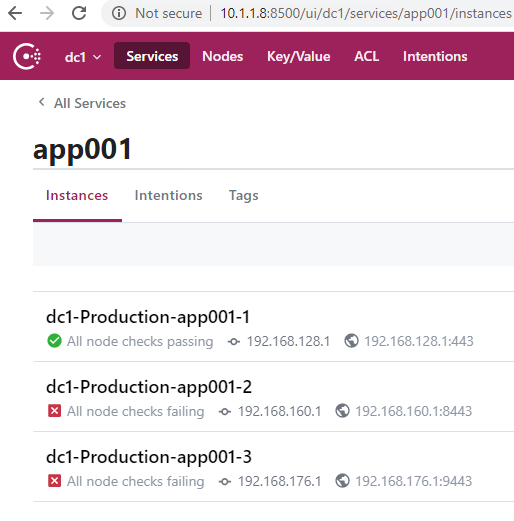 Not secure | 10.1.1.8:8500/ui/dc1/services/app001/instances
dc1 Services Nodes Key/Value ACL Intentions
All Services
app001
Instances Intentions Tags
dc1-Production-app001-1
All node checks passing 192.168.128.1 192.168.128.1:443
dc1-Production-app001-2
All node checks failing 192.168.160.1 192.168.160.1:8443
dc1-Production-app001-3
All node checks failing 192.168.176.1 192.168.176.1:9443